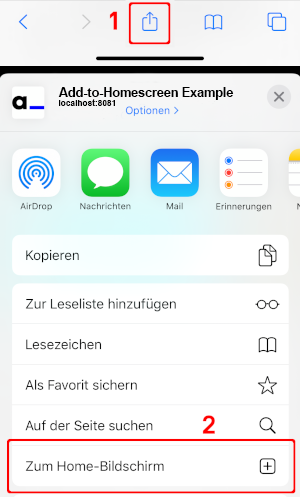 1
a_
Add-to-Homescreen Example
localhost:8081
Optionen >
AirDrop
Nachrichten
Mail
Erinnerungen
Kopieren
Zur Leseliste hinzufügen
Lesezeichen
Als Favorit sichern
Auf der Seite suchen
2
Zum Home-Bildschirm